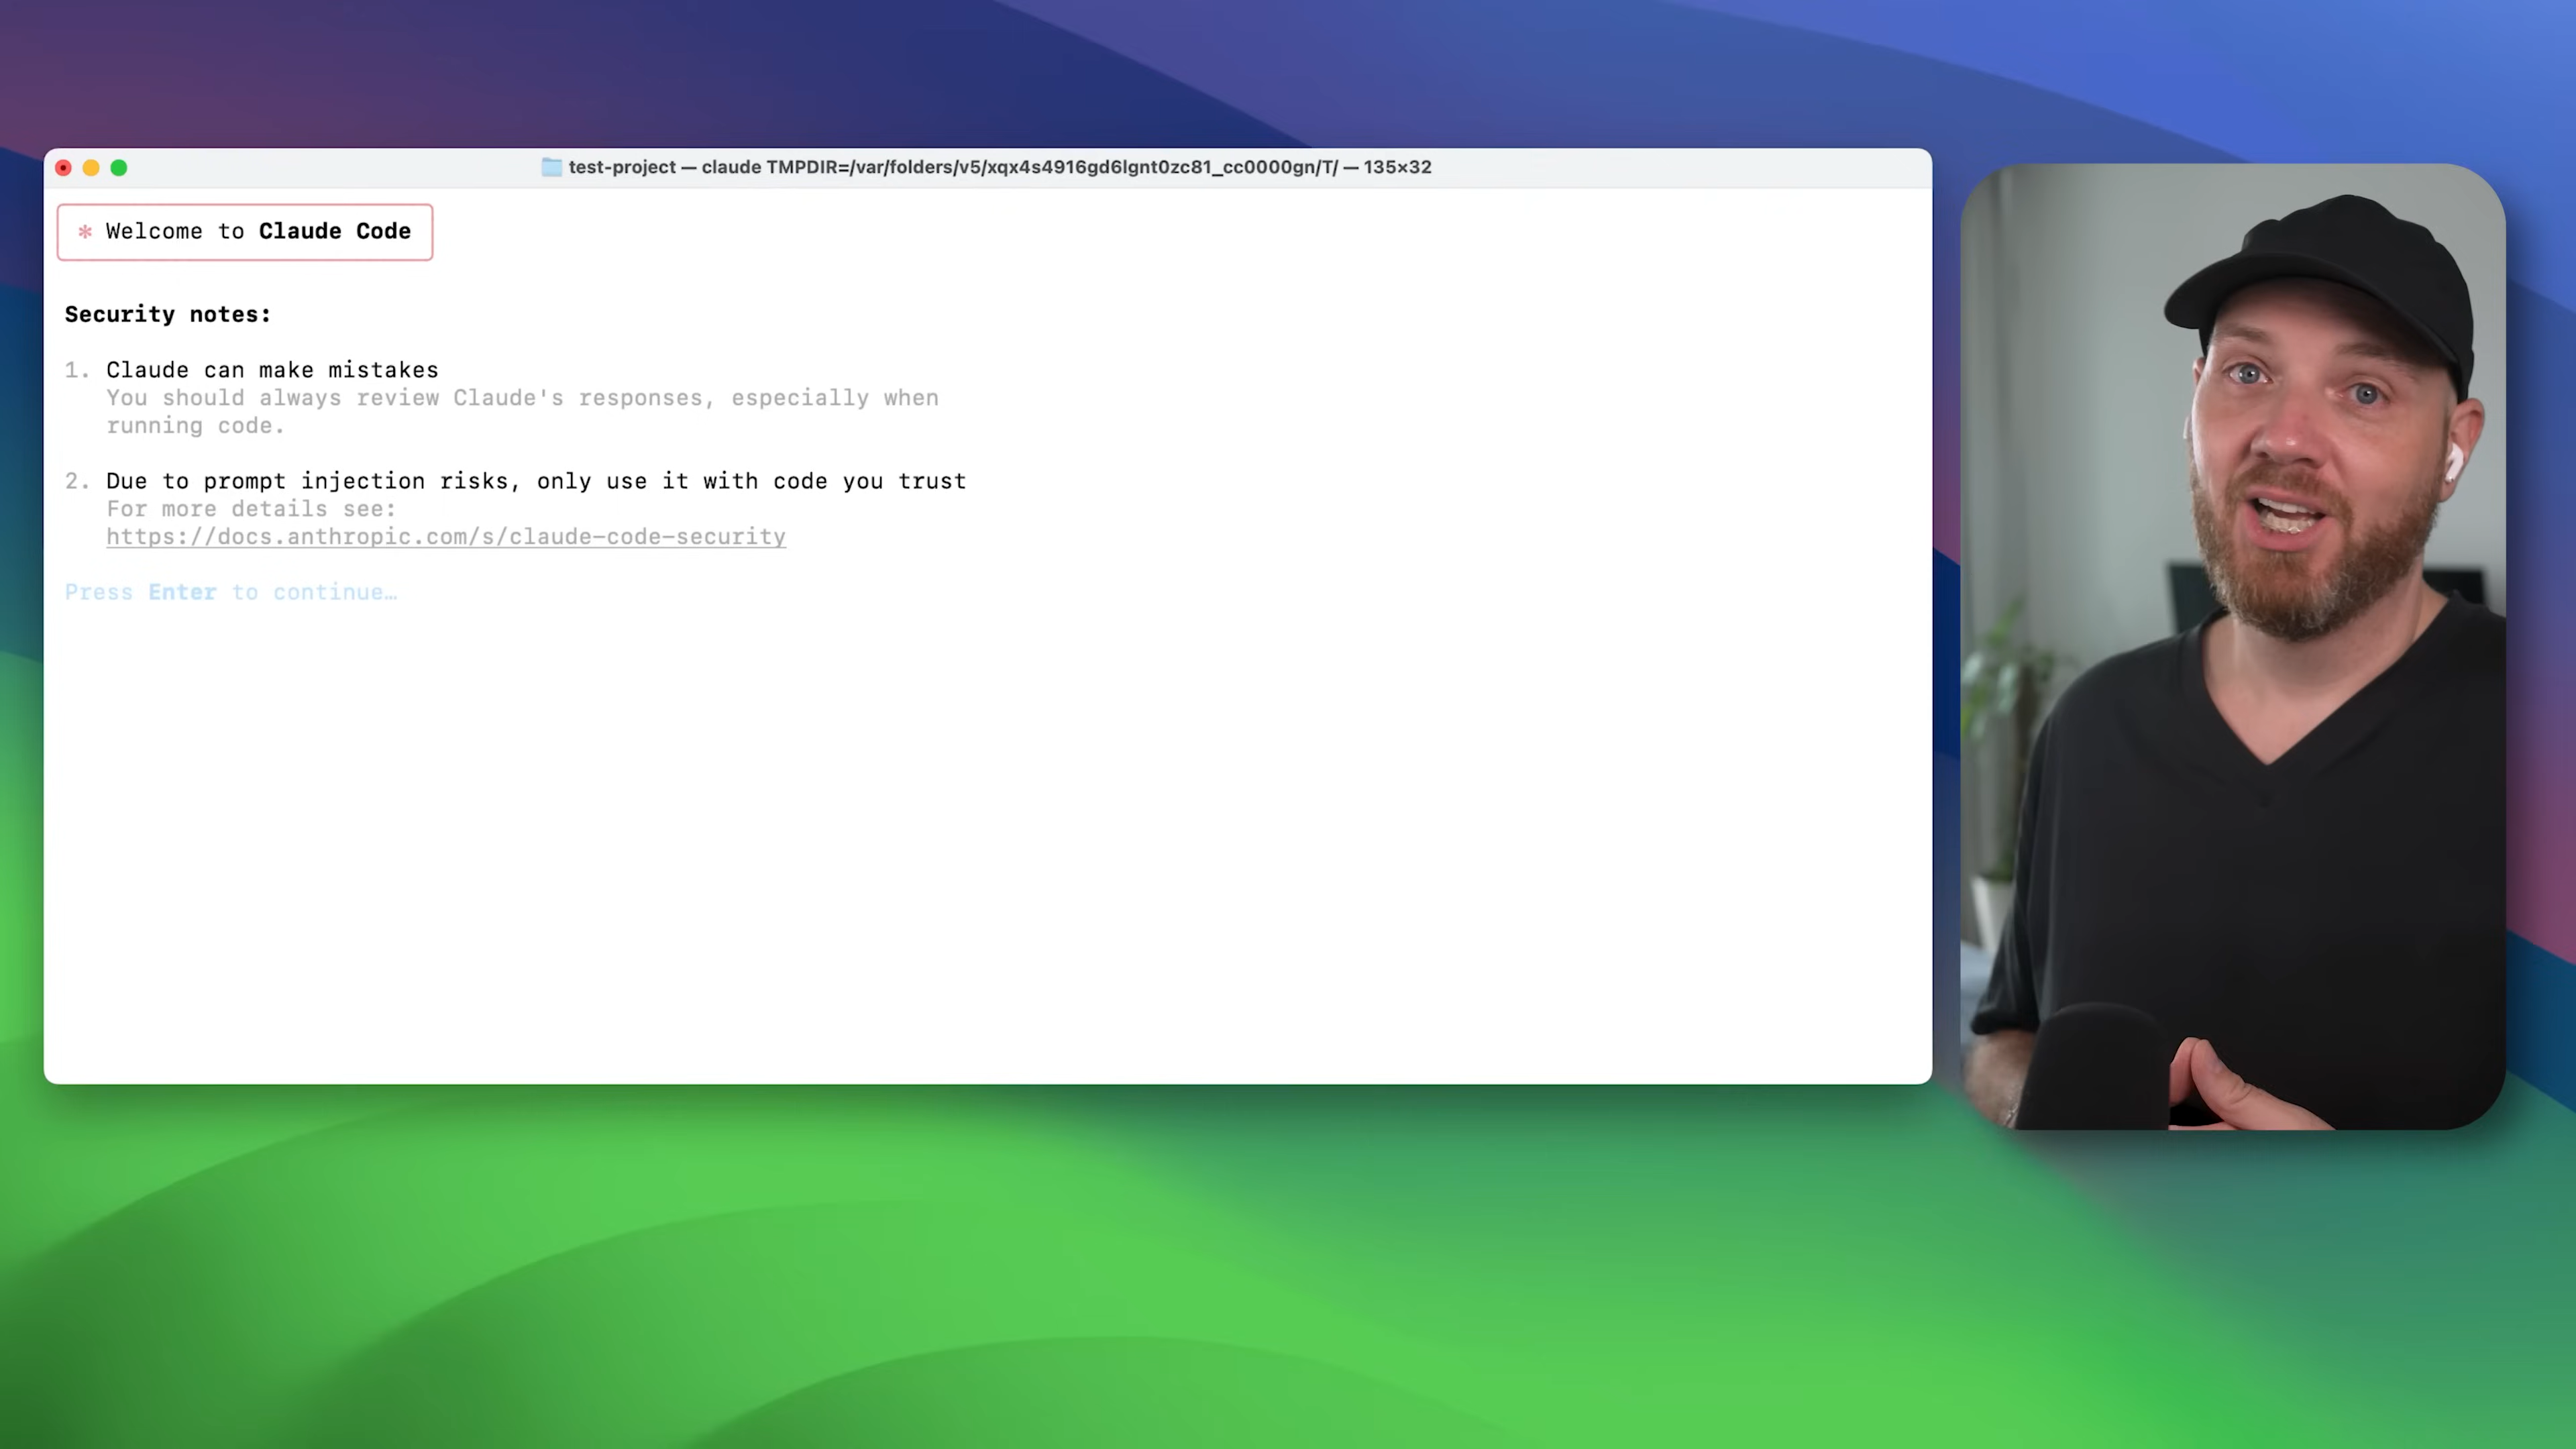 test-project — claude TMPDIR=/var/folders/v5/xqx4s4916gd6lgnt0zc81_cc0000gn/T/ — 135×32
* Welcome to Claude Code
Security notes:
1. Claude can make mistakes
You should always review Claude's responses, especially when
running code.
2. Due to prompt injection risks, only use it with code you trust
For more details see:
https://docs.anthropic.com/s/claude-code-security
Press Enter to continue…